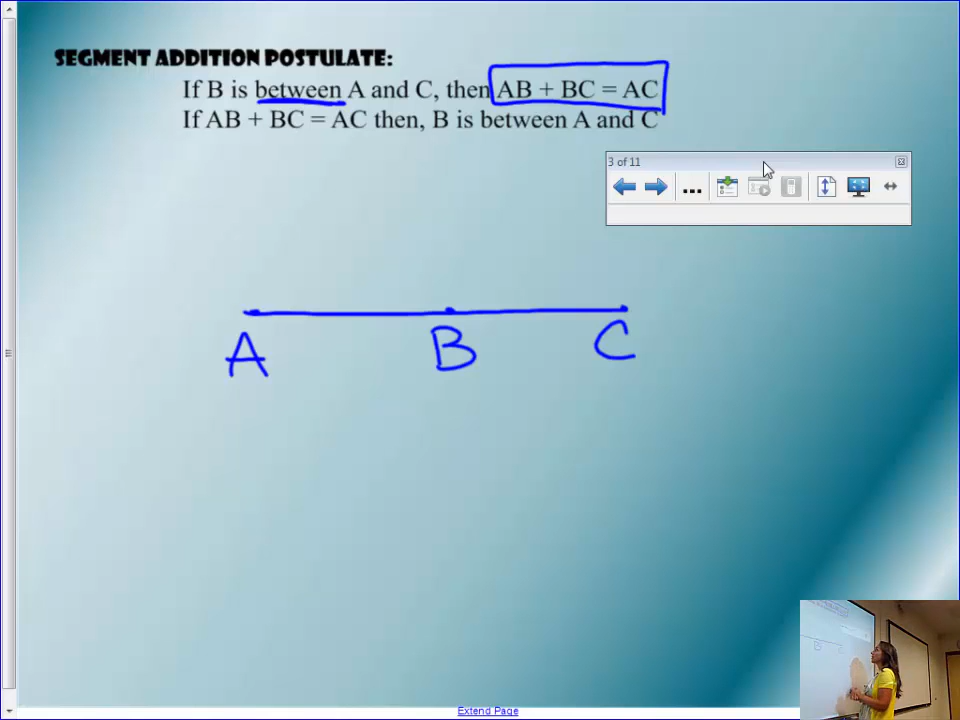 SEGMENT ADDITION POSTULATE:
If B is between A and C, then AB + BC = AC
If AB + BC = AC then, B is between A and C
3 of 11
...
A B C
Extend Page